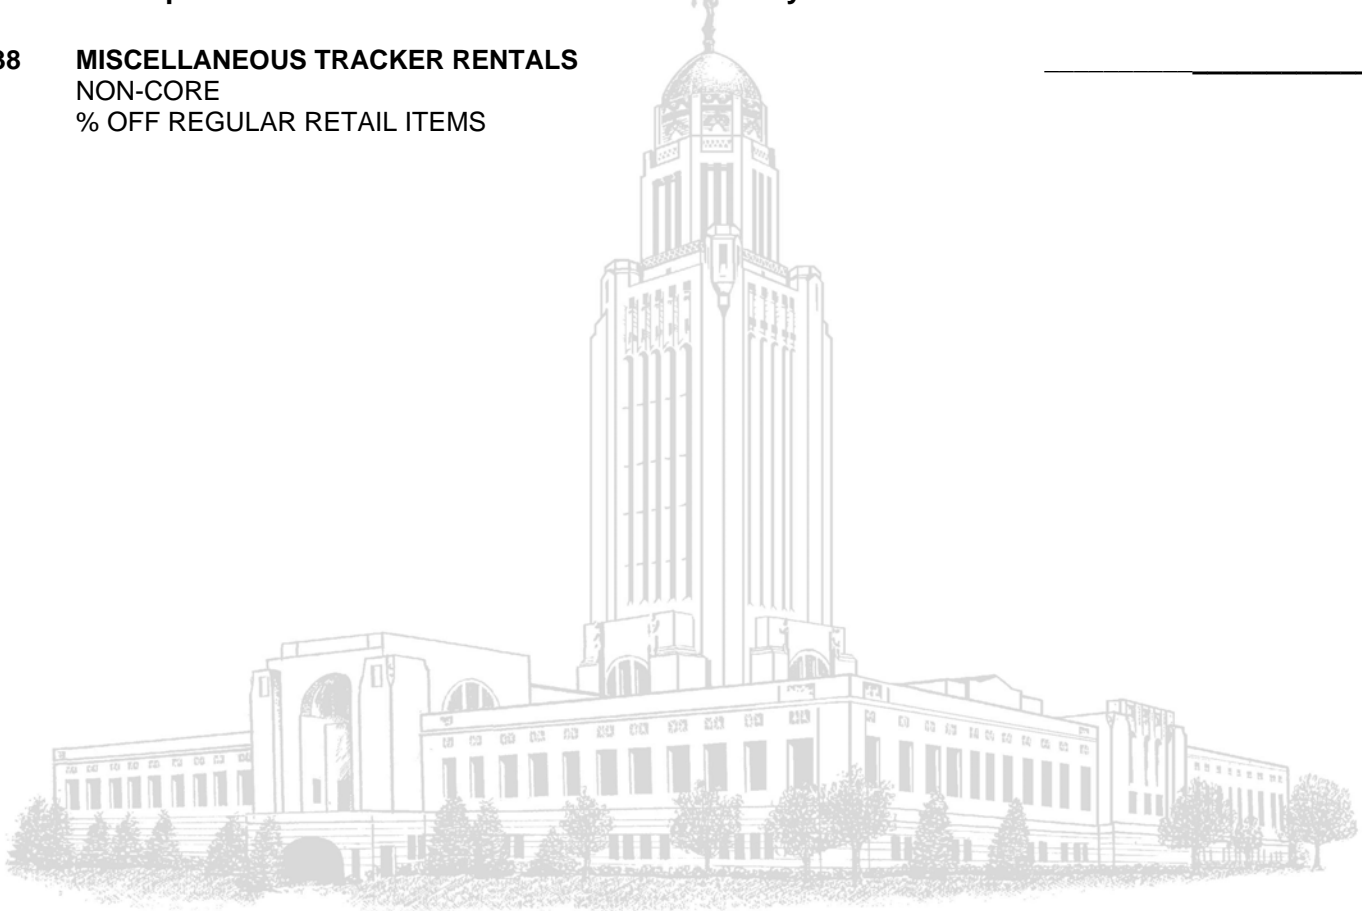 38 MISCELLANEOUS TRACKER RENTALS
NON-CORE
% OFF REGULAR RETAIL ITEMS